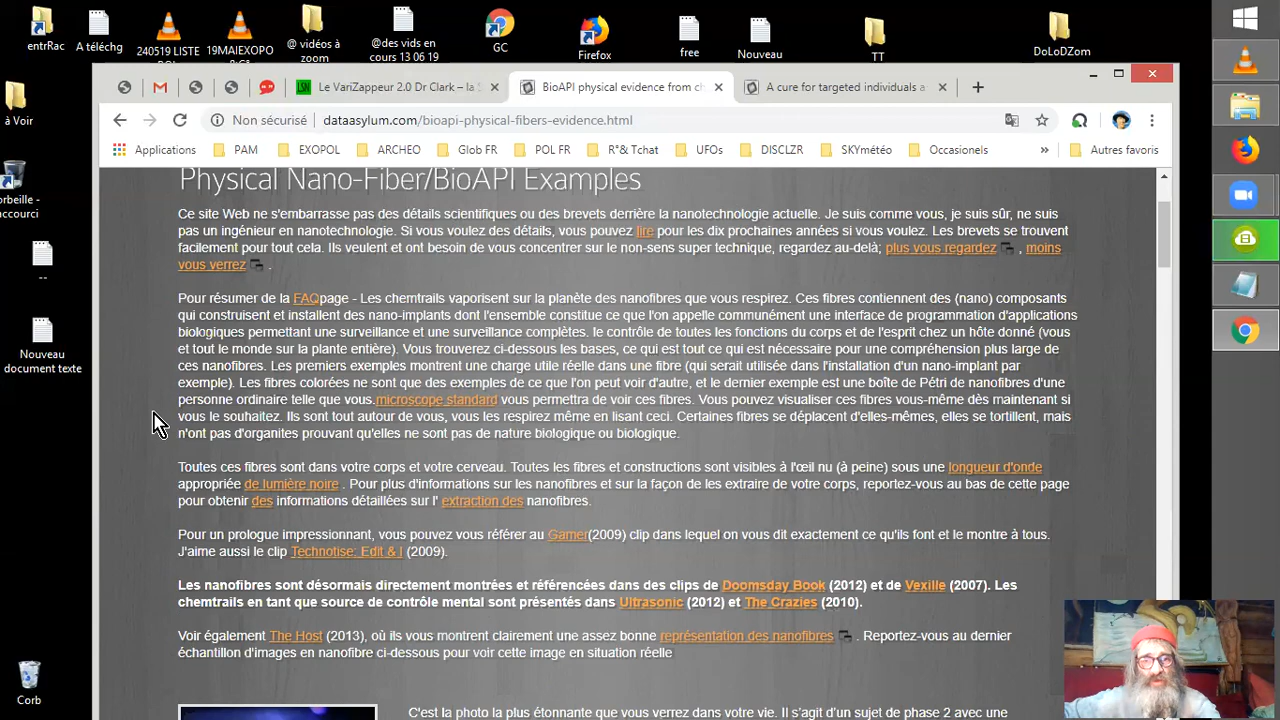 entrRac
A téléchg
240519 LISTE
19MAIEXPO
@ vidéos à
zoom
@des vids en
cours 13 06 19
GC
Firefox
free
Nouveau
TT
DoLoDZom
Le VariZappeur 2.0 Dr Clark – la
BioAPI physical evidence from ch
A cure for targeted individuals a
Non sécurisé
dataasylum.com/bioapi-physical-fibers-evidence.html
Applications
PAM
EXOPOL
ARCHEO
Glob FR
POL FR
R°& Tchat
UFOs
DISCLZR
SKYmétéo
Occasionels
»
Autres favoris
à Voir
orbeille -
accourci
--
Nouveau
document texte
Corb
Physical Nano-Fiber/BioAPI Examples
Ce site Web ne s'embarrasse pas des détails scientifiques ou des brevets derrière la nanotechnologie actuelle. Je suis comme vous, je suis sûr, ne suis
pas un ingénieur en nanotechnologie. Si vous voulez des détails, vous pouvez lire pour les dix prochaines années si vous voulez. Les brevets se trouvent
facilement pour tout cela. Ils veulent et ont besoin de vous concentrer sur le non-sens super technique, regardez au-delà; plus vous regardez , moins
vous verrez .
Pour résumer de la FAQpage - Les chemtrails vaporisent sur la planète des nanofibres que vous respirez. Ces fibres contiennent des (nano) composants
qui construisent et installent des nano-implants dont l'ensemble constitue ce que l'on appelle communément une interface de programmation d'applications
biologiques permettant une surveillance et une surveillance complètes. le contrôle de toutes les fonctions du corps et de l'esprit chez un hôte donné (vous
et tout le monde sur la plante entière). Vous trouverez ci-dessous les bases, ce qui est tout ce qui est nécessaire pour une compréhension plus large de
ces nanofibres. Les premiers exemples montrent une charge utile réelle dans une fibre (qui serait utilisée dans l'installation d'un nano-implant par
exemple). Les fibres colorées ne sont que des exemples de ce que l'on peut voir d'autre, et le dernier exemple est une boîte de Pétri de nanofibres d'une
personne ordinaire telle que vous.microscope standard vous permettra de voir ces fibres. Vous pouvez visualiser ces fibres vous-même dès maintenant si
vous le souhaitez. Ils sont tout autour de vous, vous les respirez même en lisant ceci. Certaines fibres se déplacent d'elles-mêmes, elles se tortillent, mais
n'ont pas d'organites prouvant qu'elles ne sont pas de nature biologique ou biologique.
Toutes ces fibres sont dans votre corps et votre cerveau. Toutes les fibres et constructions sont visibles à l'œil nu (à peine) sous une longueur d'onde
appropriée de lumière noire . Pour plus d'informations sur les nanofibres et sur la façon de les extraire de votre corps, reportez-vous au bas de cette page
pour obtenir des informations détaillées sur l' extraction des nanofibres.
Pour un prologue impressionnant, vous pouvez vous référer au Gamer(2009) clip dans lequel on vous dit exactement ce qu'ils font et le montre à tous.
J'aime aussi le clip Technotise: Edit & I (2009).
Les nanofibres sont désormais directement montrées et référencées dans des clips de Doomsday Book (2012) et de Vexille (2007). Les
chemtrails en tant que source de contrôle mental sont présentés dans Ultrasonic (2012) et The Crazies (2010).
Voir également The Host (2013), où ils vous montrent clairement une assez bonne représentation des nanofibres . Reportez-vous au dernier
échantillon d'images en nanofibre ci-dessous pour voir cette image en situation réelle
C'est la photo la plus étonnante que vous verrez dans votre vie. Il s'agit d'un sujet de phase 2 avec une